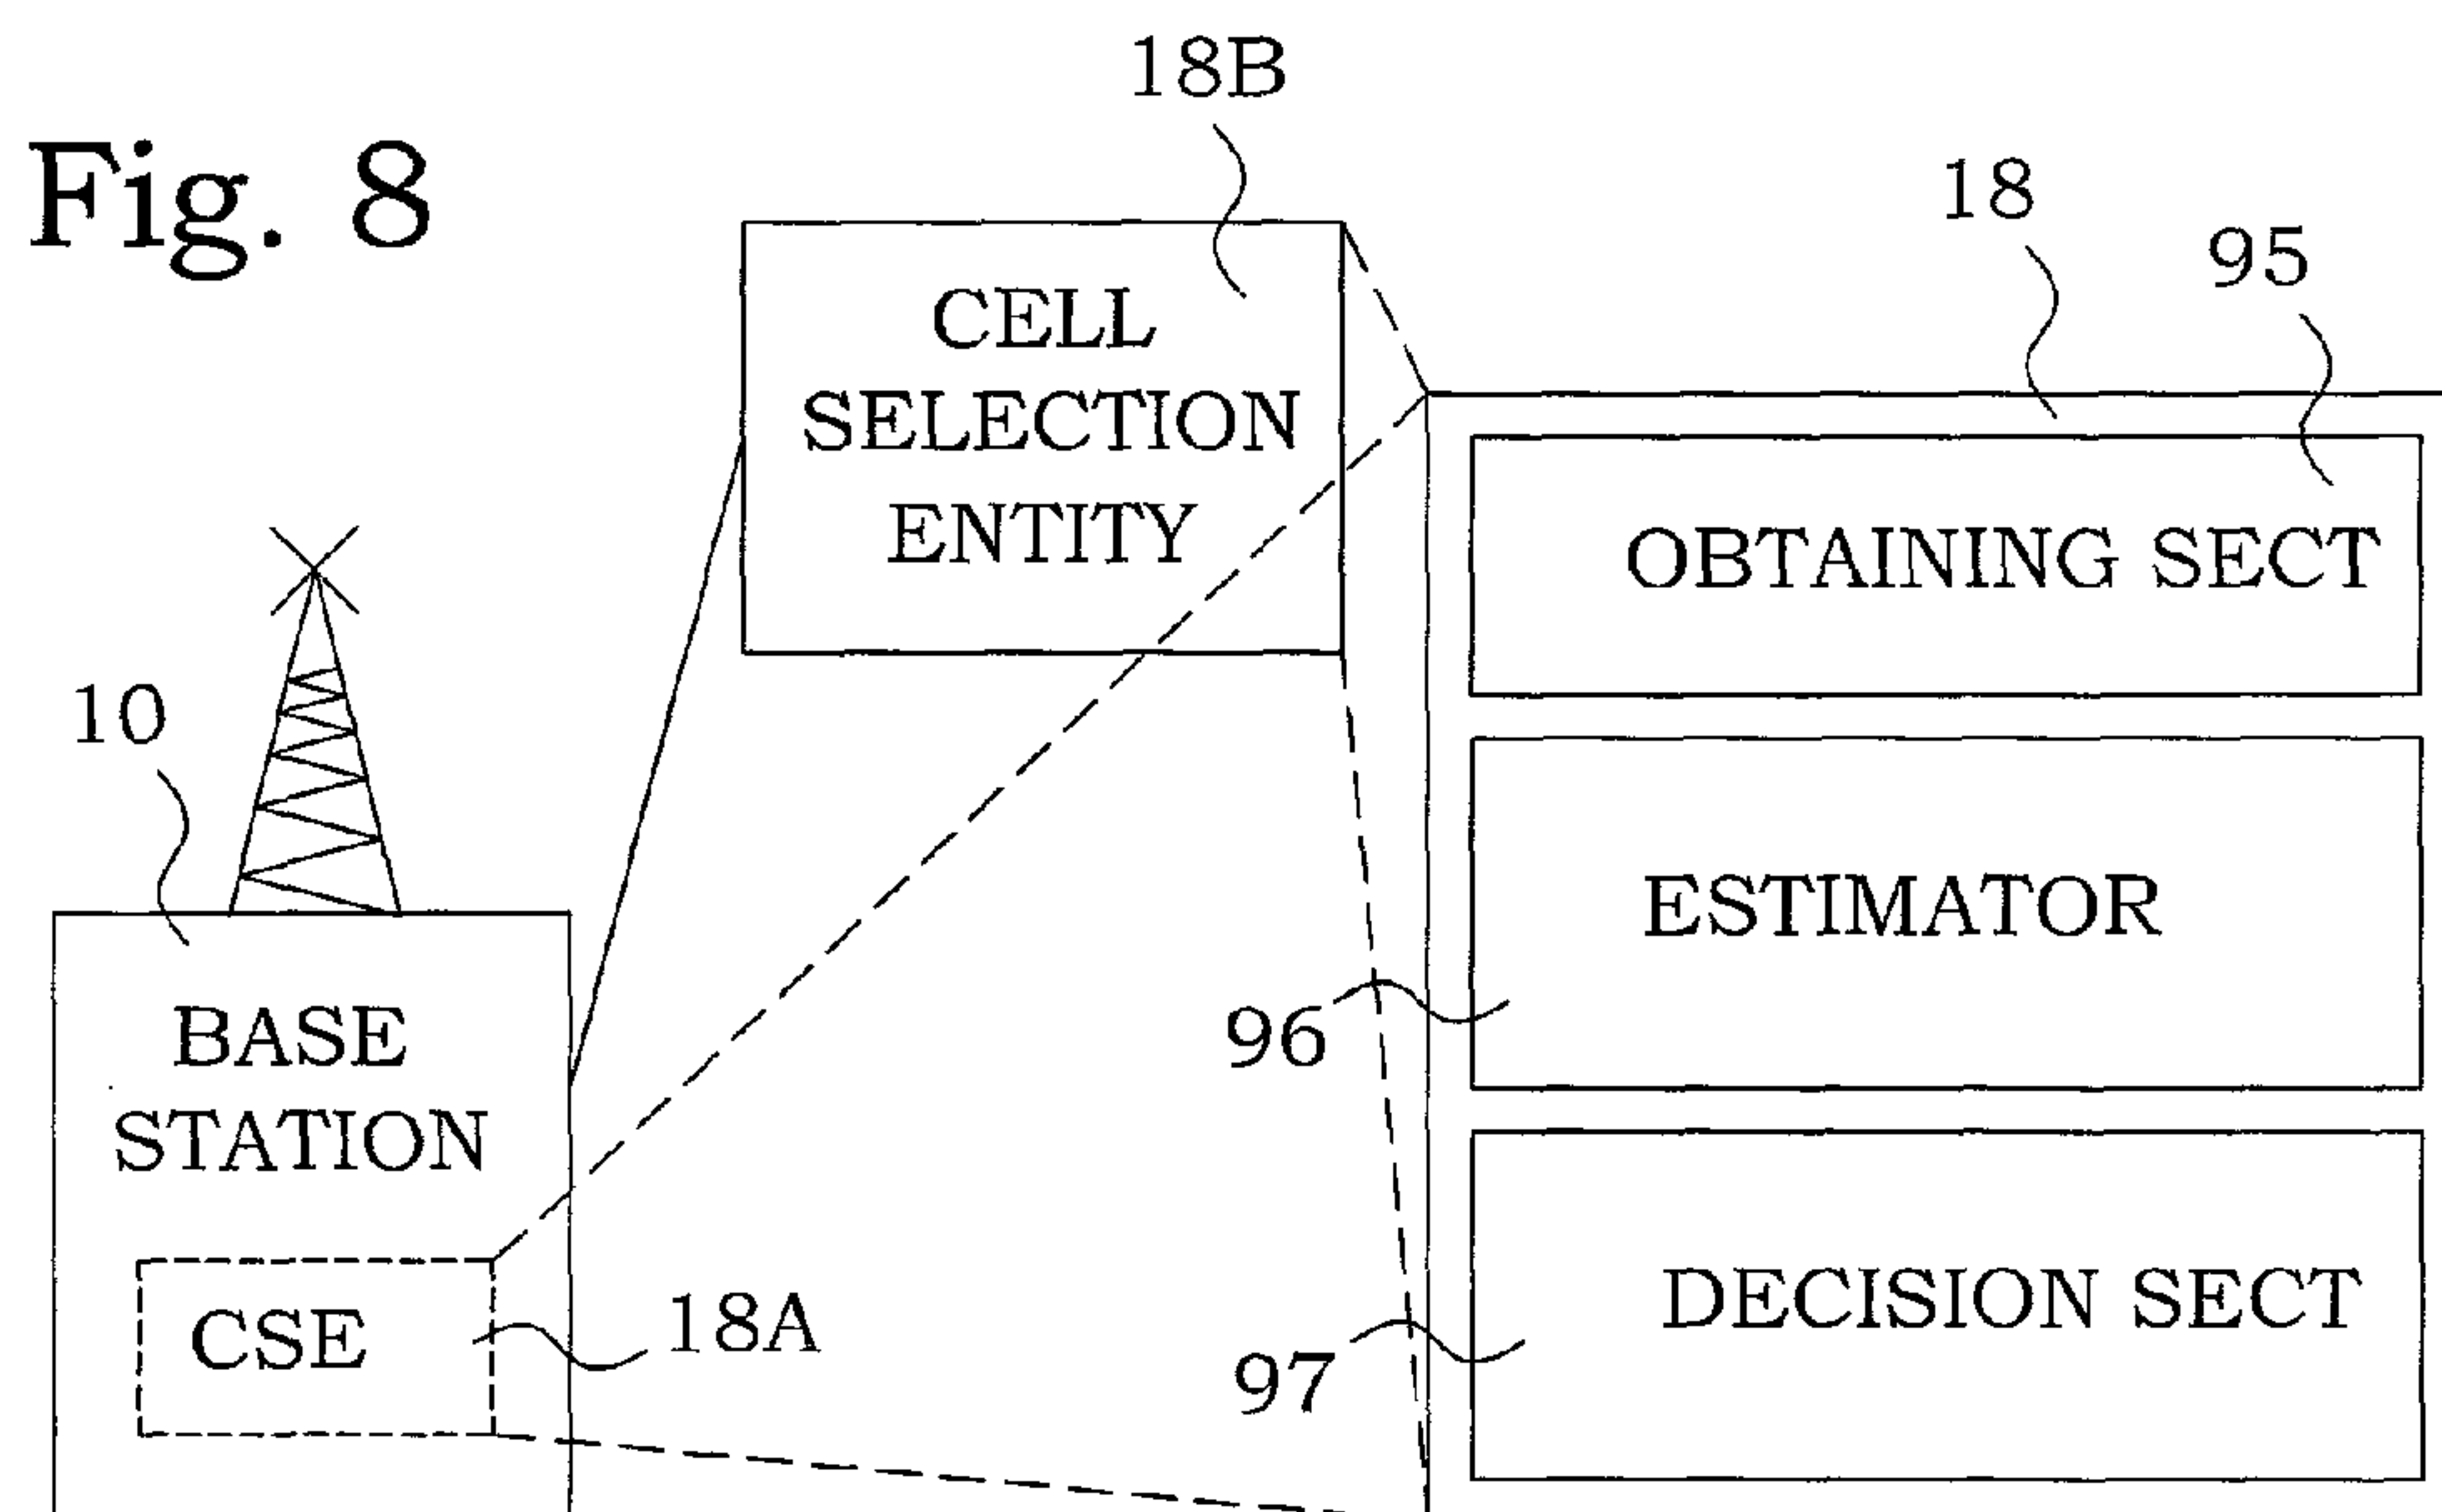 Fig. 8
18B
18
95
CELL
SELECTION
ENTITY
OBTAINING SECT
10
ESTIMATOR
96
BASE
STATION
DECISION SECT
97
CSE
18A